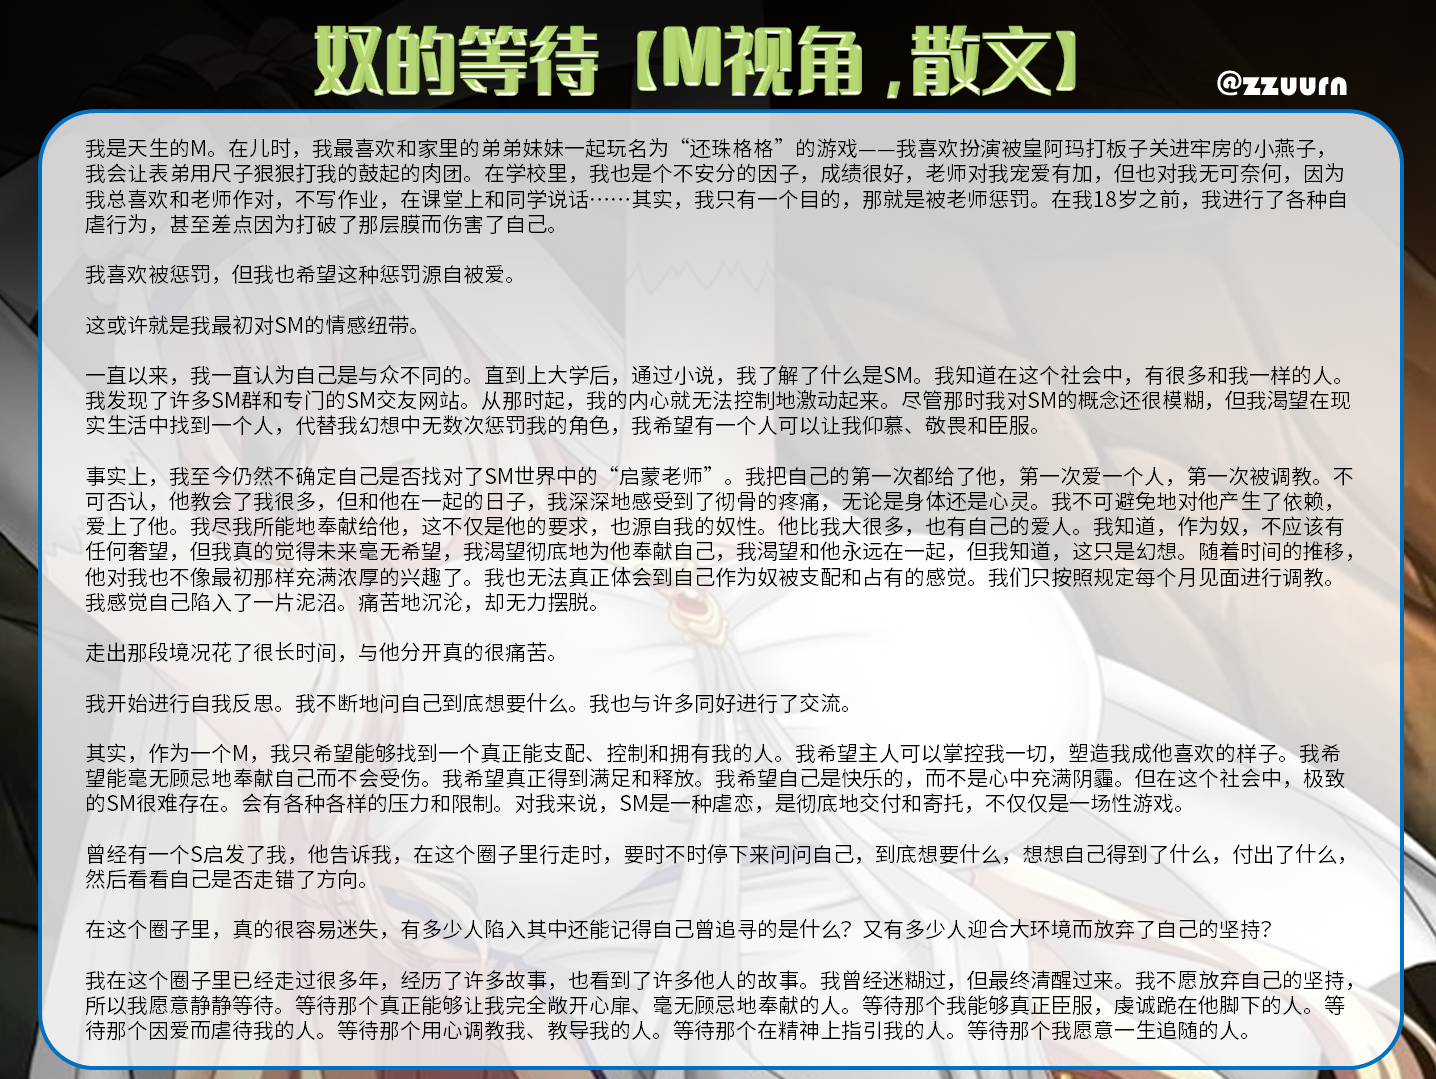 奴的等待【M视角,散文】
@zzuurn
我是天生的M。在儿时，我最喜欢和家里的弟弟妹妹一起玩名为“还珠格格”的游戏——我喜欢扮演被皇阿玛打板子关进牢房的小燕子，
我会让表弟用尺子狠狠打我的鼓起的肉团。在学校里，我也是个不安分的因子，成绩很好，老师对我宠爱有加，但也对我无可奈何，因为
我总喜欢和老师作对，不写作业，在课堂上和同学说话……其实，我只有一个目的，那就是被老师惩罚。在我18岁之前，我进行了各种自
虐行为，甚至差点因为打破了那层膜而伤害了自己。
我喜欢被惩罚，但我也希望这种惩罚源自被爱。
这或许就是我最初对SM的情感纽带。
一直以来，我一直认为自己是与众不同的。直到上大学后，通过小说，我了解了什么是SM。我知道在这个社会中，有很多和我一样的人。
我发现了许多SM群和专门的SM交友网站。从那时起，我的内心就无法控制地激动起来。尽管那时我对SM的概念还很模糊，但我渴望在现
实生活中找到一个人，代替我幻想中无数次惩罚我的角色，我希望有一个人可以让我仰慕、敬畏和臣服。
事实上，我至今仍然不确定自己是否找对了SM世界中的“启蒙老师”。我把自己的第一次都给了他，第一次爱一个人，第一次被调教。不
可否认，他教会了我很多，但和他在一起的日子，我深深地感受到了彻骨的疼痛，无论是身体还是心灵。我不可避免地对他产生了依赖，
爱上了他。我尽我所能地奉献给他，这不仅是他的要求，也源自我的奴性。他比我大很多，也有自己的爱人。我知道，作为奴，不应该有
任何奢望，但我真的觉得未来毫无希望，我渴望彻底地为他奉献自己，我渴望和他永远在一起，但我知道，这只是幻想。随着时间的推移，
他对我也不像最初那样充满浓厚的兴趣了。我也无法真正体会到自己作为奴被支配和占有的感觉。我们只按照规定每个月见面进行调教。
我感觉自己陷入了一片泥沼。痛苦地沉沦，却无力摆脱。
走出那段境况花了很长时间，与他分开真的很痛苦。
我开始进行自我反思。我不断地问自己到底想要什么。我也与许多同好进行了交流。
其实，作为一个M，我只希望能够找到一个真正能支配、控制和拥有我的人。我希望主人可以掌控我一切，塑造我成他喜欢的样子。我希
望能毫无顾忌地奉献自己而不会受伤。我希望真正得到满足和释放。我希望自己是快乐的，而不是心中充满阴霾。但在这个社会中，极致
的SM很难存在。会有各种各样的压力和限制。对我来说，SM是一种虐恋，是彻底地交付和寄托，不仅仅是一场性游戏。
曾经有一个S启发了我，他告诉我，在这个圈子里行走时，要时不时停下来问问自己，到底想要什么，想想自己得到了什么，付出了什么，
然后看看自己是否走错了方向。
在这个圈子里，真的很容易迷失，有多少人陷入其中还能记得自己曾追寻的是什么？又有多少人迎合大环境而放弃了自己的坚持？
我在这个圈子里已经走过很多年，经历了许多故事，也看到了许多他人的故事。我曾经迷糊过，但最终清醒过来。我不愿放弃自己的坚持，
所以我愿意静静等待。等待那个真正能够让我完全敞开心扉、毫无顾忌地奉献的人。等待那个我能够真正臣服，虔诚跪在他脚下的人。等
待那个因爱而虐待我的人。等待那个用心调教我、教导我的人。等待那个在精神上指引我的人。等待那个我愿意一生追随的人。